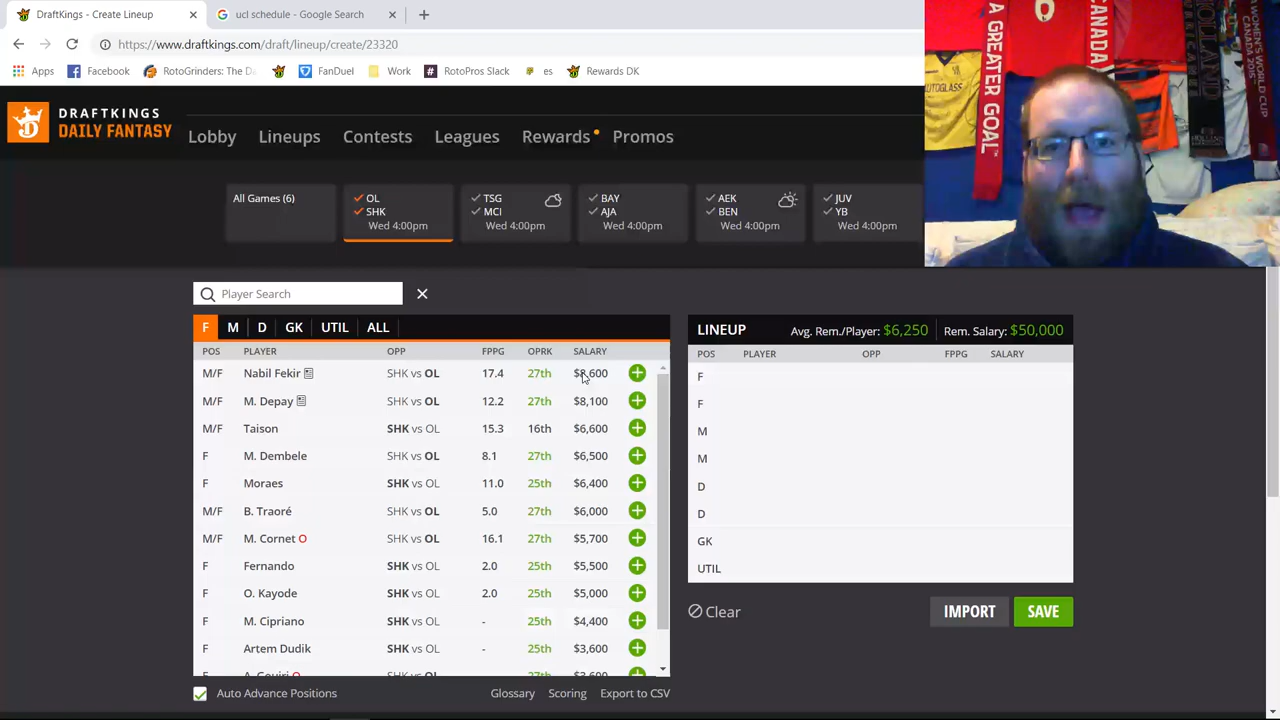 DraftKings - Create Lineup
ucl schedule - Google Search
https://www.draftkings.com/draft/lineup/create/23320
Apps
Facebook
RotoGrinders: The Da
FanDuel
Work
RotoPros Slack
es
Rewards DK
DRAFTKINGS
DAILY FANTASY
Lobby
Leagues
Lineups
Contests
Rewards
Promos
All Games (6)
OL
SHK
Wed 4:00pm
TSG
MCI
Wed 4:00pm
BAY
AJA
Wed 4:00pm
AEK
BEN
Wed 4:00pm
JUV
YB
Wed 4:00pm
A GREATER GOAL
CANADA
HOLLAND
A WOMEN'S WORLD CUP
CANADA 2015
AUTOGLASS
Player Search
F M D GK UTIL ALL
POS PLAYER OPP FPPG OPRK SALARY
M/F Nabil Fekir SHK vs OL 17.4 27th
M/F M. Depay SHK vs OL 12.2 27th $8,100
M/F Taison SHK vs OL 15.3 16th $6,600
F M. Dembele SHK vs OL 8.1 27th $6,500
F Moraes SHK vs OL 11.0 25th $6,400
M/F B. Traoré SHK vs OL 5.0 27th $6,000
M/F M. Cornet O SHK vs OL 16.1 27th $5,700
F Fernando SHK vs OL 2.0 25th $5,500
F O. Kayode SHK vs OL 2.0 25th $5,000
F M. Cipriano SHK vs OL - 25th $4,400
F Artem Dudik SHK vs OL - 25th $3,600
Auto Advance Positions
Glossary Scoring Export to CSV
LINEUP Avg. Rem./Player: $6,250 Rem. Salary: $50,000
POS PLAYER OPP FPPG SALARY
F
F
M
M
D
D
GK
UTIL
Clear
IMPORT
SAVE